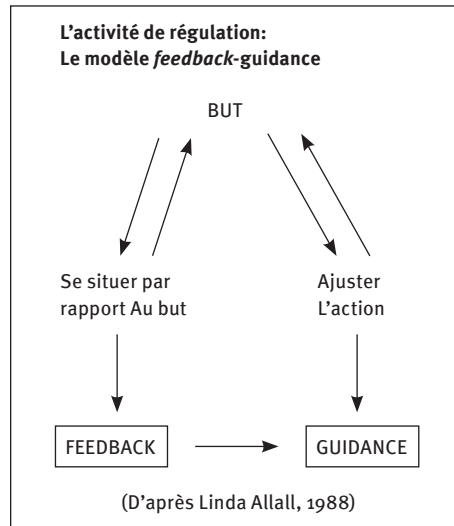 L’activité de régulation:
Le modèle feedback-guidance
BUT
Se situer par
rapport Au but
Ajuster
L’action
FEEDBACK
GUIDANCE
(D’après Linda Allall, 1988)